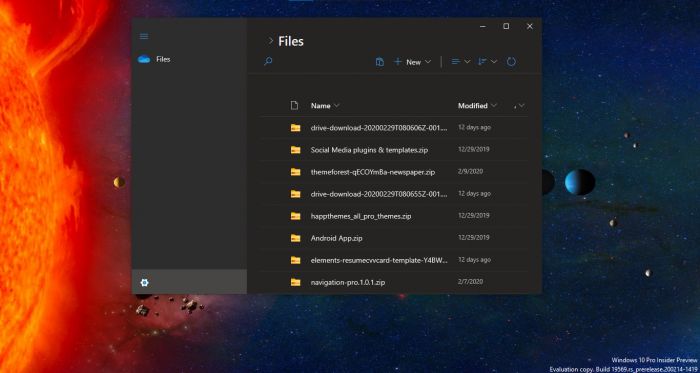 Files
Files
New
Name
Modified
drive-download-20200229T080606Z-001....
12 days ago
Social Media plugins & templates.zip
12/29/2019
themeforest-qECOYmBa-newspaper.zip
2/9/2020
drive-download-20200229T080655Z-001....
12 days ago
happthemes_all_pro_themes.zip
12/29/2019
Android App.zip
12/29/2019
elements-resumecvvcard-template-Y4BW...
12 days ago
navigation-pro.1.0.1.zip
2/7/2020
Windows 10 Pro Insider Preview
Evaluation copy. Build 19569.rs_prerelease.200214-1419